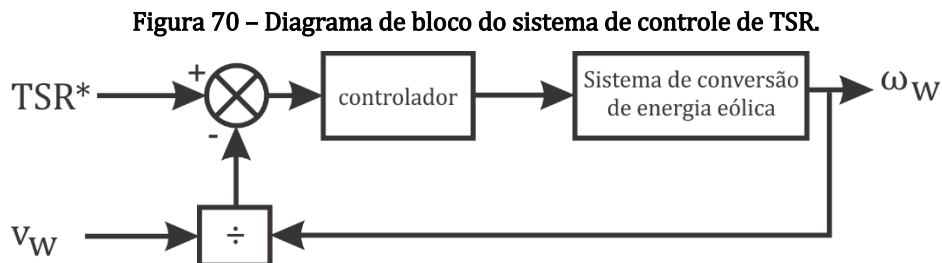 Figura 70 – Diagrama de bloco do sistema de controle de TSR.
TSR*
+
-
controlador
Sistema de conversão
de energia eólica
ωW
vW
÷